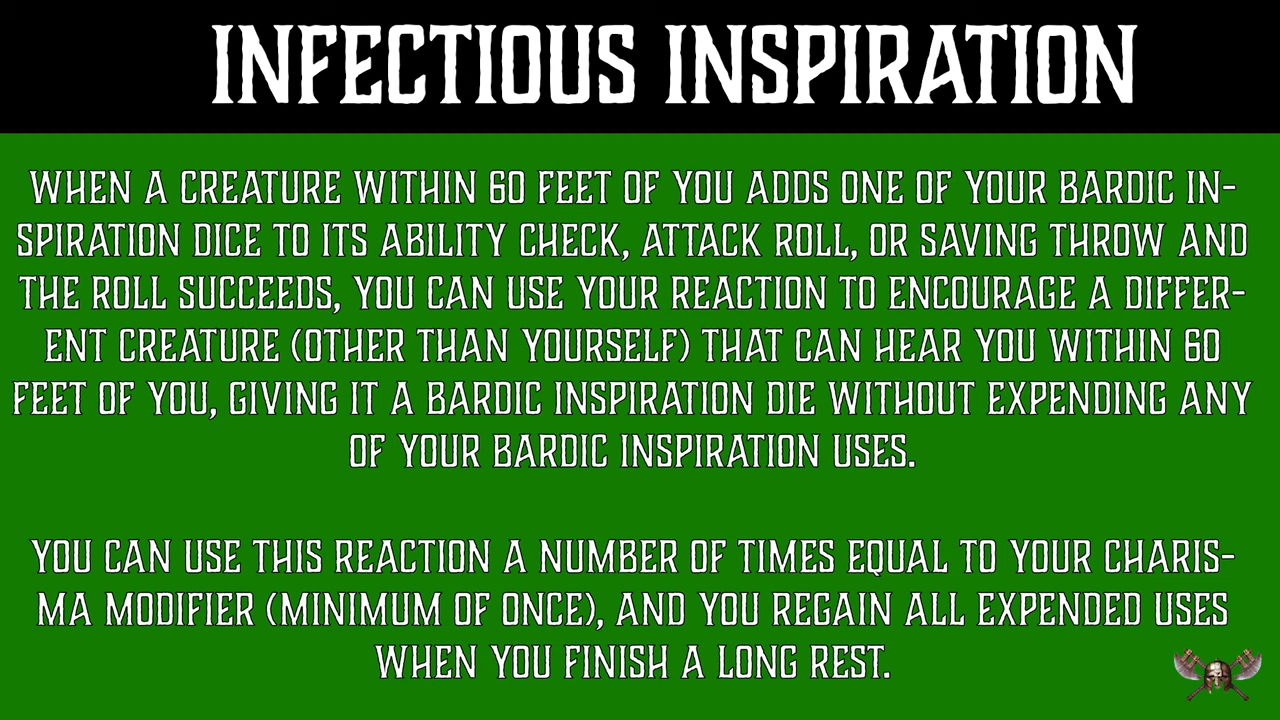 INFECTIOUS INSPIRATION
WHEN A CREATURE WITHIN 60 FEET OF YOU ADDS ONE OF YOUR BARDIC IN-
SPIRATION DICE TO ITS ABILITY CHECK, ATTACK ROLL, OR SAVING THROW AND
THE ROLL SUCCEEDS, YOU CAN USE YOUR REACTION TO ENCOURAGE A DIFFER-
ENT CREATURE (OTHER THAN YOURSELF) THAT CAN HEAR YOU WITHIN 60
FEET OF YOU, GIVING IT A BARDIC INSPIRATION DIE WITHOUT EXPENDING ANY
OF YOUR BARDIC INSPIRATION USES.
YOU CAN USE THIS REACTION A NUMBER OF TIMES EQUAL TO YOUR CHARIS-
MA MODIFIER (MINIMUM OF ONCE), AND YOU REGAIN ALL EXPENDED USES
WHEN YOU FINISH A LONG REST.